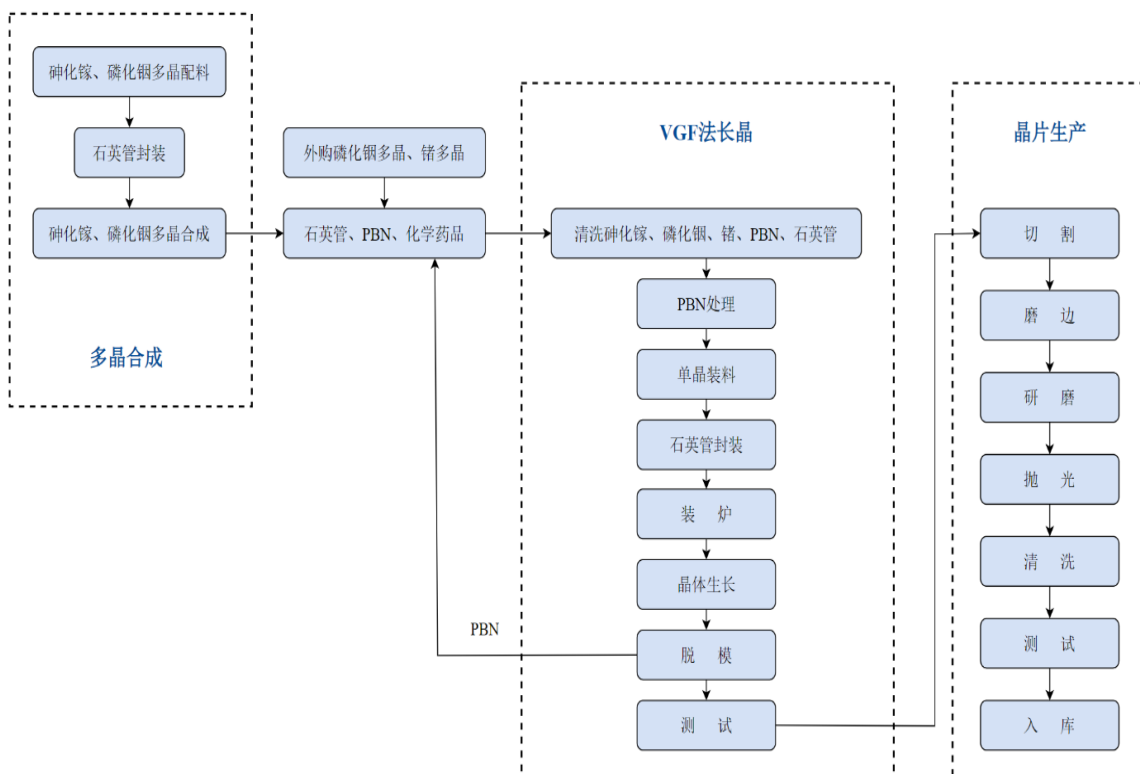 砷化镓、磷化铟多晶配料
石英管封装
砷化镓、磷化铟多晶合成
多晶合成
外购磷化铟多晶、锗多晶
石英管、PBN、化学药品
PBN
VGF法长晶
清洗砷化镓、磷化铟、锗、PBN、石英管
PBN处理
单晶装料
石英管封装
装 炉
晶体生长
脱 模
测 试
晶片生产
切 割
磨 边
研 磨
抛 光
清 洗
测 试
入 库